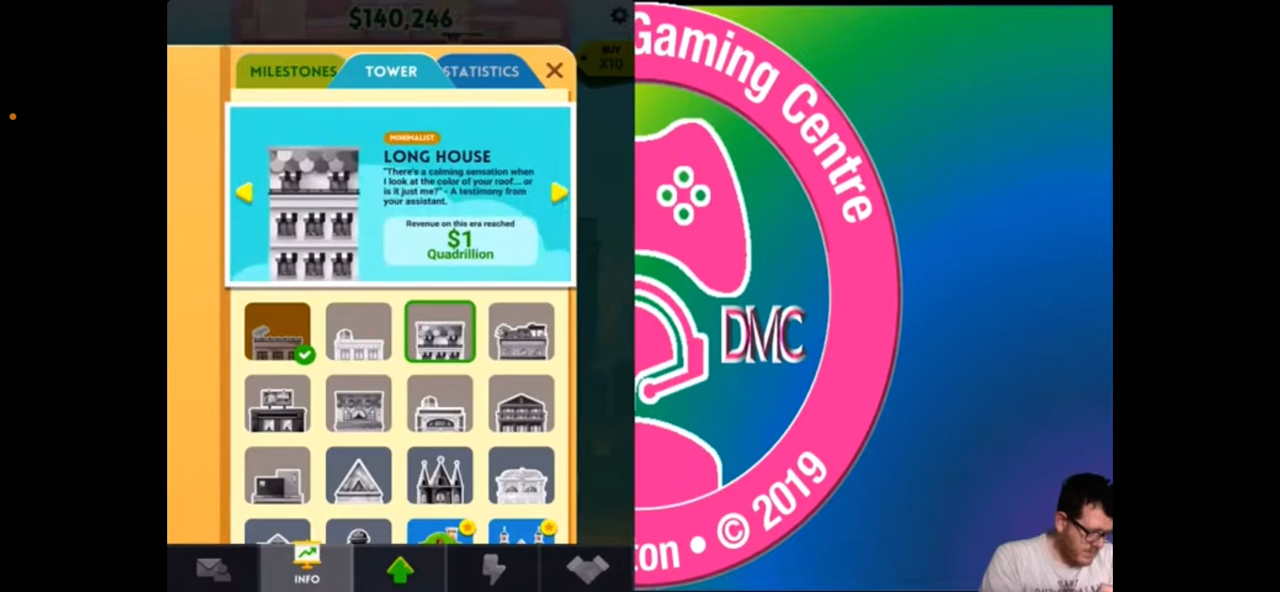 $140,246
BUY
X10
MILESTONES
TOWER
STATISTICS
MINIMALIST
LONG HOUSE
"There's a calming sensation when
I look at the color of your roof... or
is it just me?" - A testimony from
your assistant.
Revenue on this era reached
$1
Quadrillion
INFO
Gaming Centre
DMC
ton • © 2019